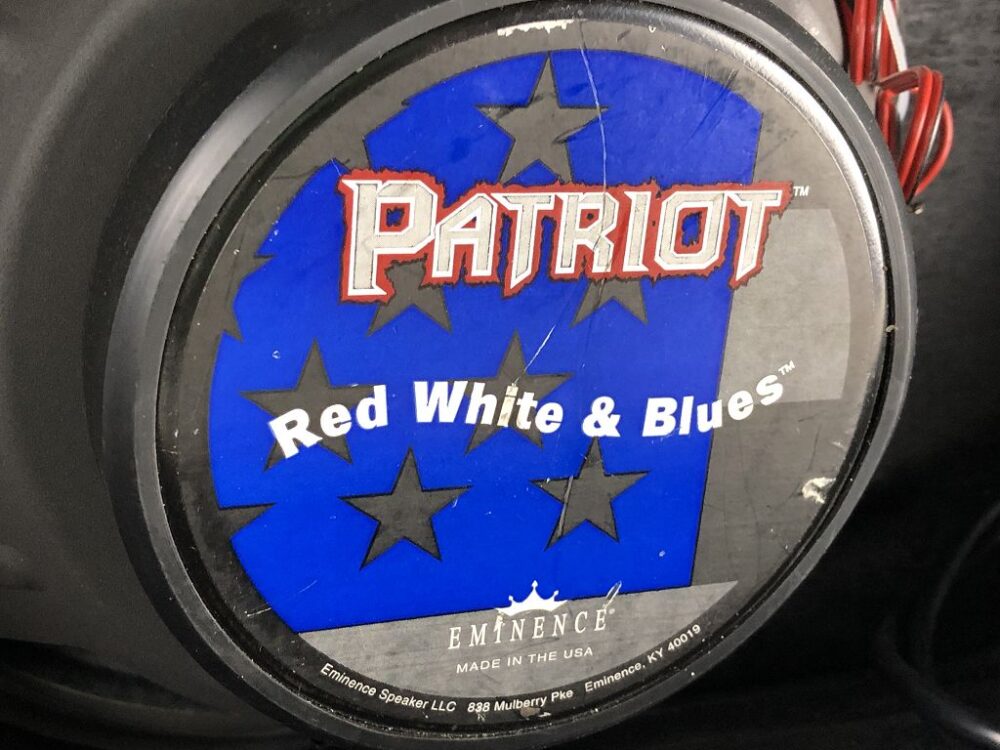 PATRIOT™
Red White & Blues™
EMINENCE®
MADE IN THE USA
Eminence Speaker LLC 838 Mulberry Pke Eminence, KY 40019